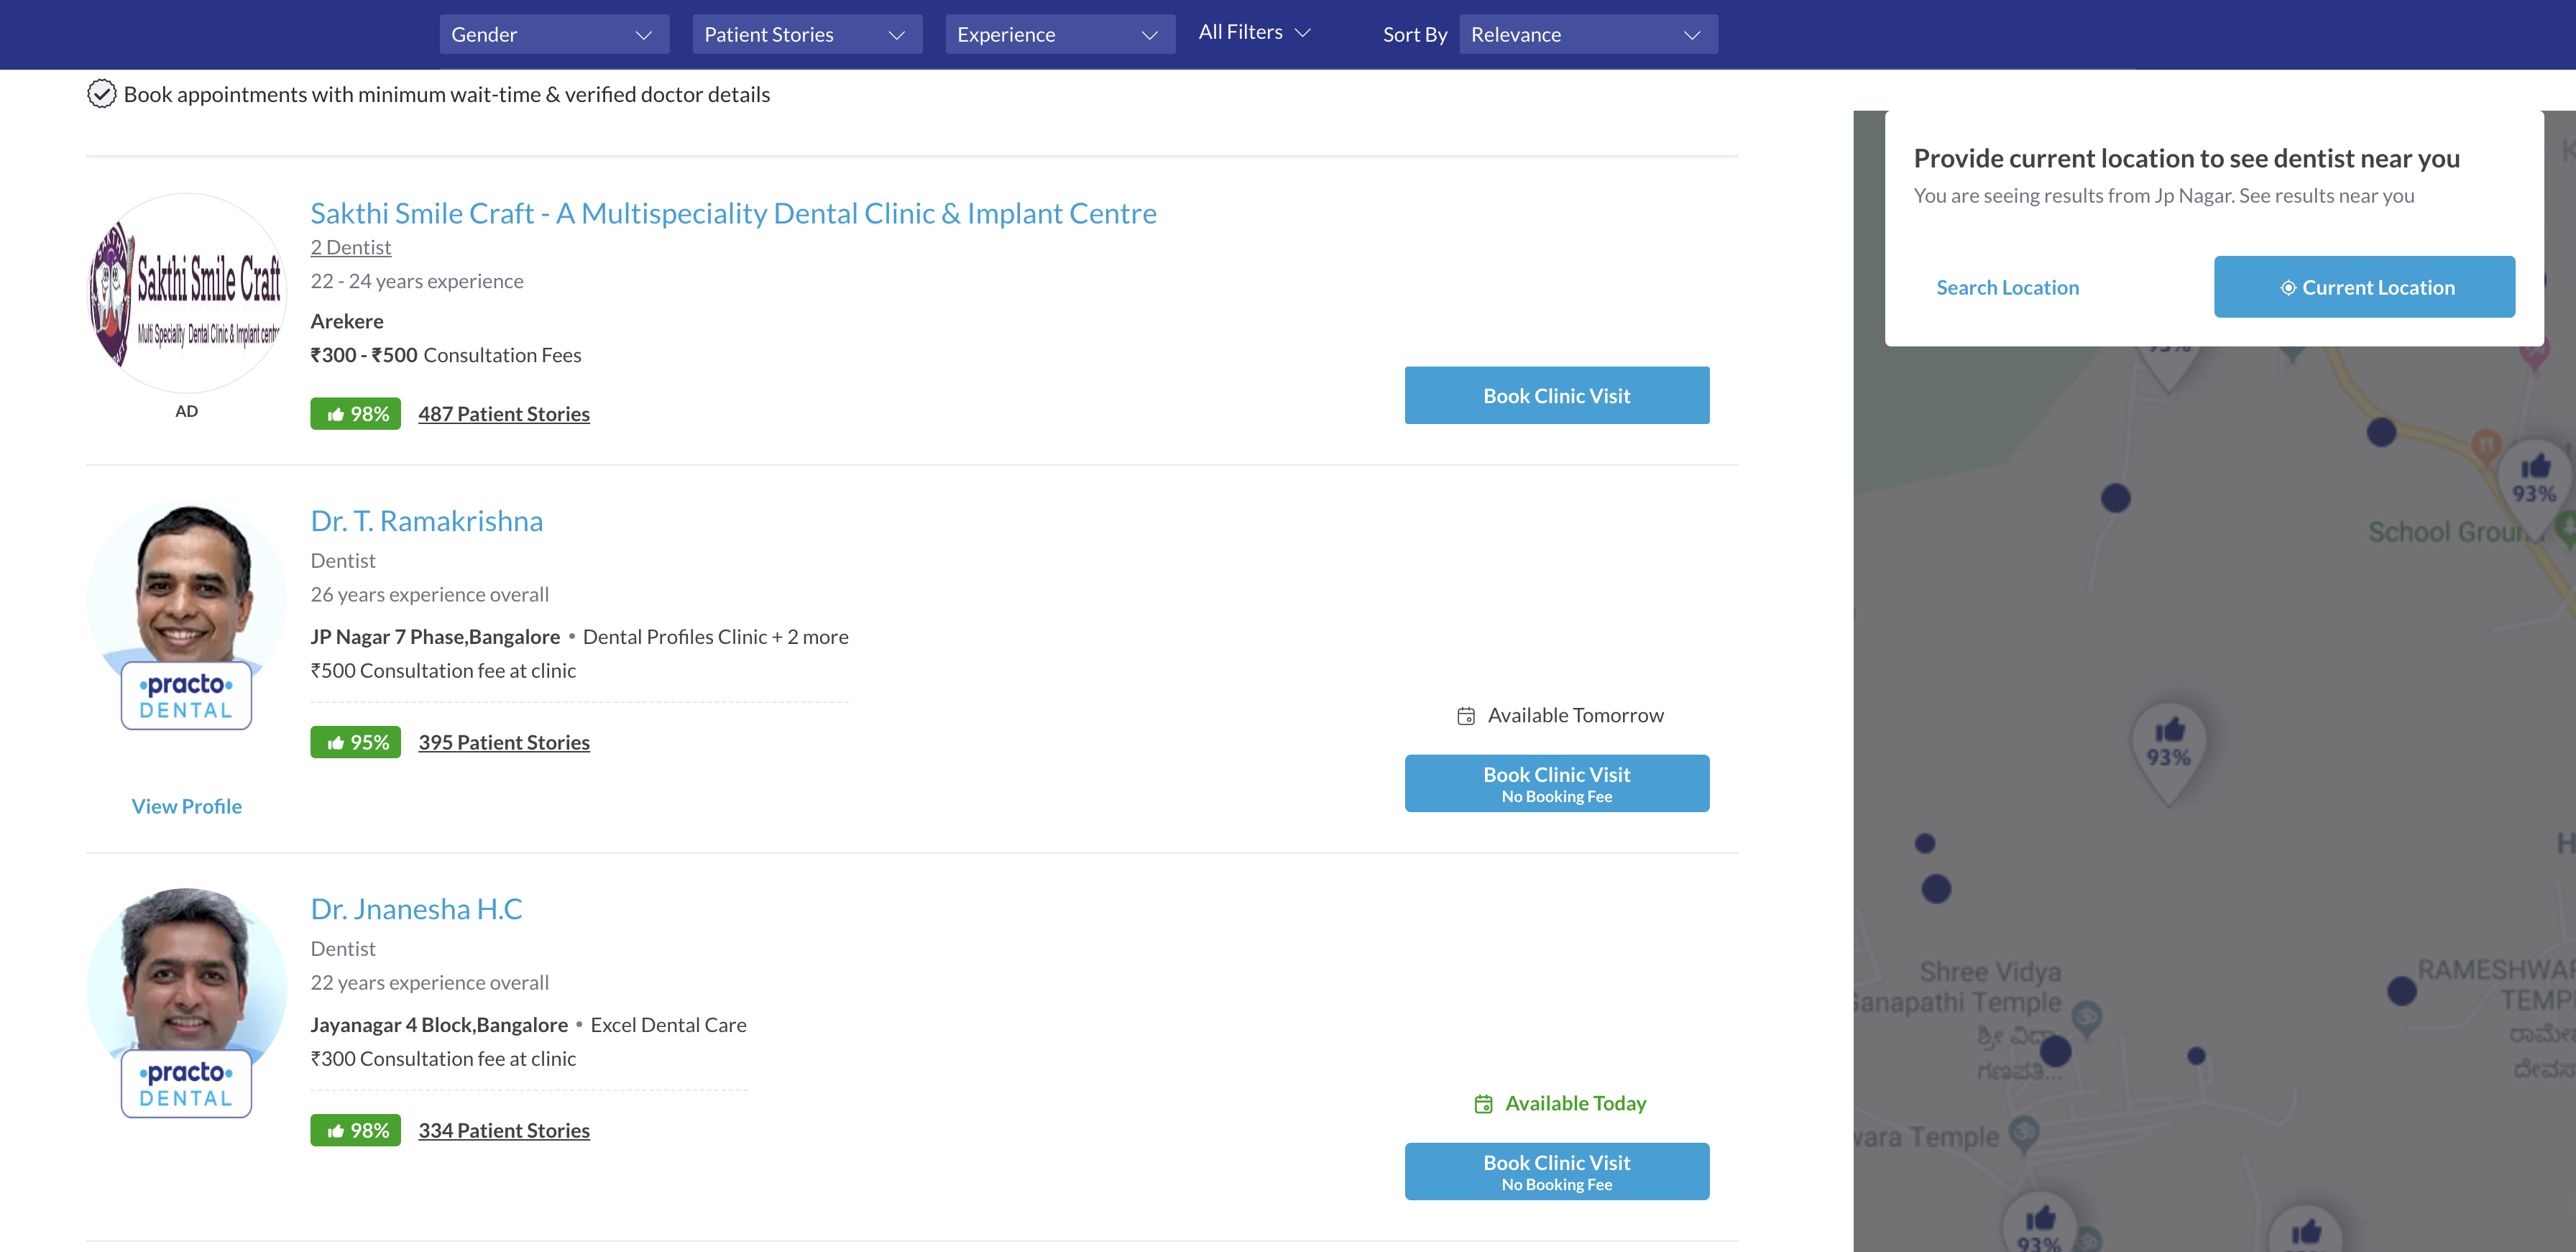 Gender
Patient Stories
Experience
All Filters
Sort By
Relevance
Book appointments with minimum wait-time & verified doctor details
Sakthi Smile Craft
Multi Speciality Dental Clinic & Implant centr
AD
Sakthi Smile Craft - A Multispeciality Dental Clinic & Implant Centre
2 Dentist
22 - 24 years experience
Arekere
₹300 - ₹500 Consultation Fees
98% 487 Patient Stories
Book Clinic Visit
Dr. T. Ramakrishna
Dentist
26 years experience overall
JP Nagar 7 Phase,Bangalore • Dental Profiles Clinic + 2 more
₹500 Consultation fee at clinic
95% 395 Patient Stories
•practo•
DENTAL
View Profile
Available Tomorrow
Book Clinic Visit
No Booking Fee
Dr. Jnanesha H.C
Dentist
22 years experience overall
Jayanagar 4 Block,Bangalore • Excel Dental Care
₹300 Consultation fee at clinic
98% 334 Patient Stories
•practo•
DENTAL
Available Today
Book Clinic Visit
No Booking Fee
Provide current location to see dentist near you
You are seeing results from Jp Nagar. See results near you
Search Location
Current Location
93%
93%
School Groun
93%
Shree Vidya
Ganapathi Temple
ಶ್ರೀ ವಿದ್ಯಾ
ಗಣಪತಿ...
RAMESHWAR
TEMP
ರಾಮೇ
ದೇವಸ
wara Temple
93%